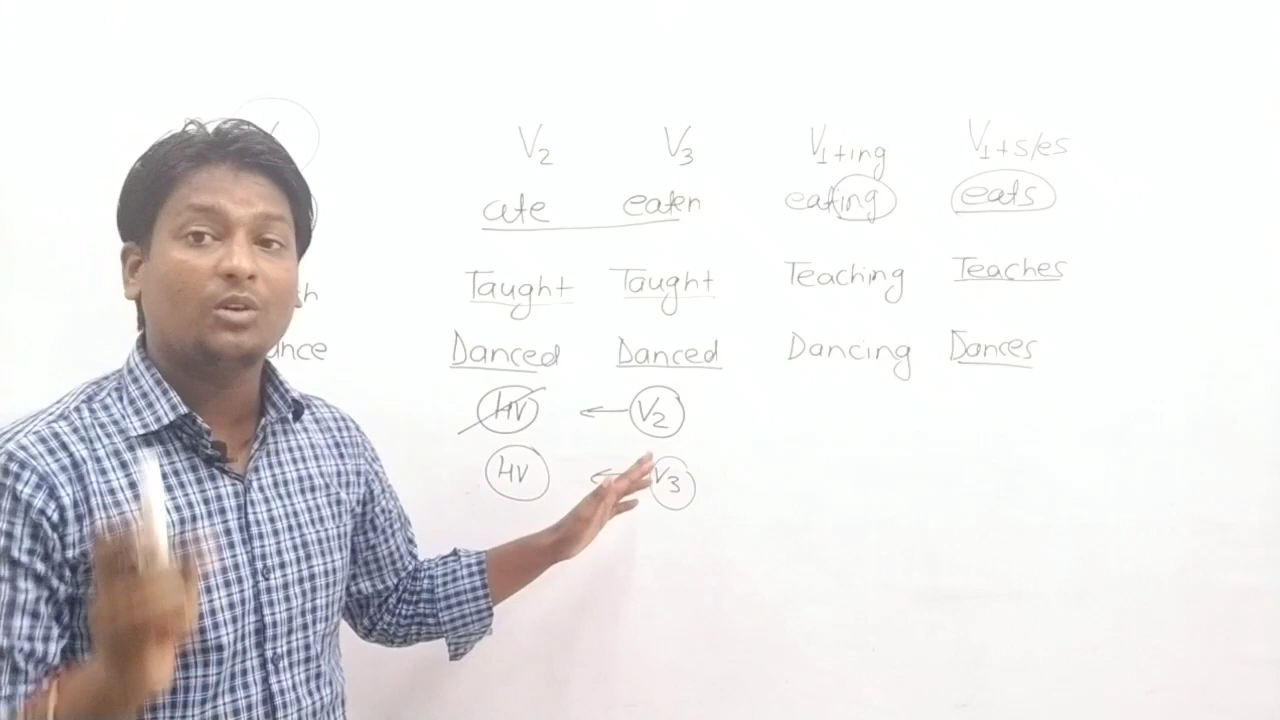 V₂ V₃ V₁+ing V₁+s/es
ate eaten eating eats
Taught Taught Teaching Teaches
Danced Danced Dancing Dances
HV ← V₂
HV ← V₃